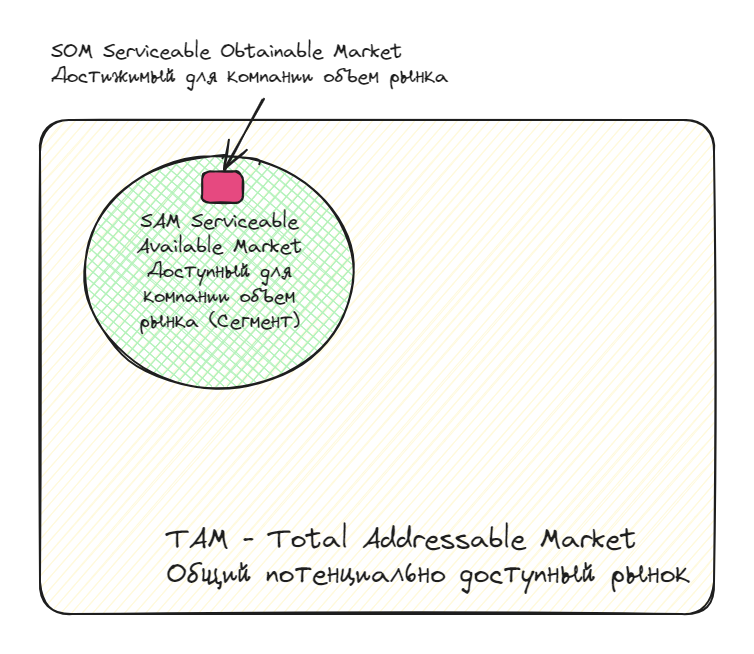 SOM Serviceable Obtainable Market
Достижимый для компании объем рынка
SAM Serviceable
Available Market
Доступный для
компании объем
рынка (Сегмент)
TAM - Total Addressable Market
Общий потенциально доступный рынок